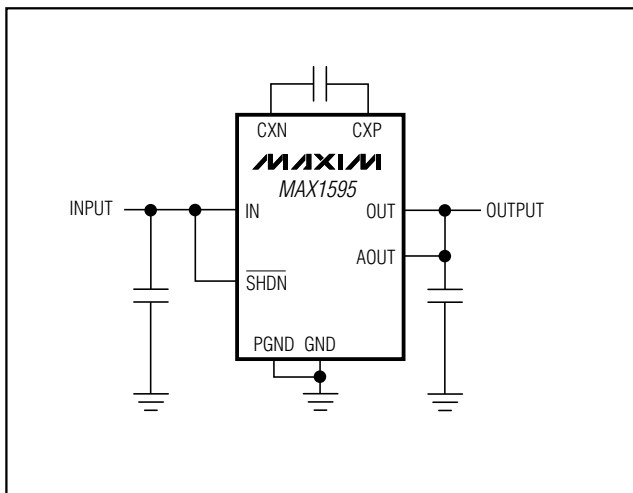 CXN CXP
MAXIM
MAX1595
INPUT IN OUT OUTPUT
AOUT
SHDN
PGND GND